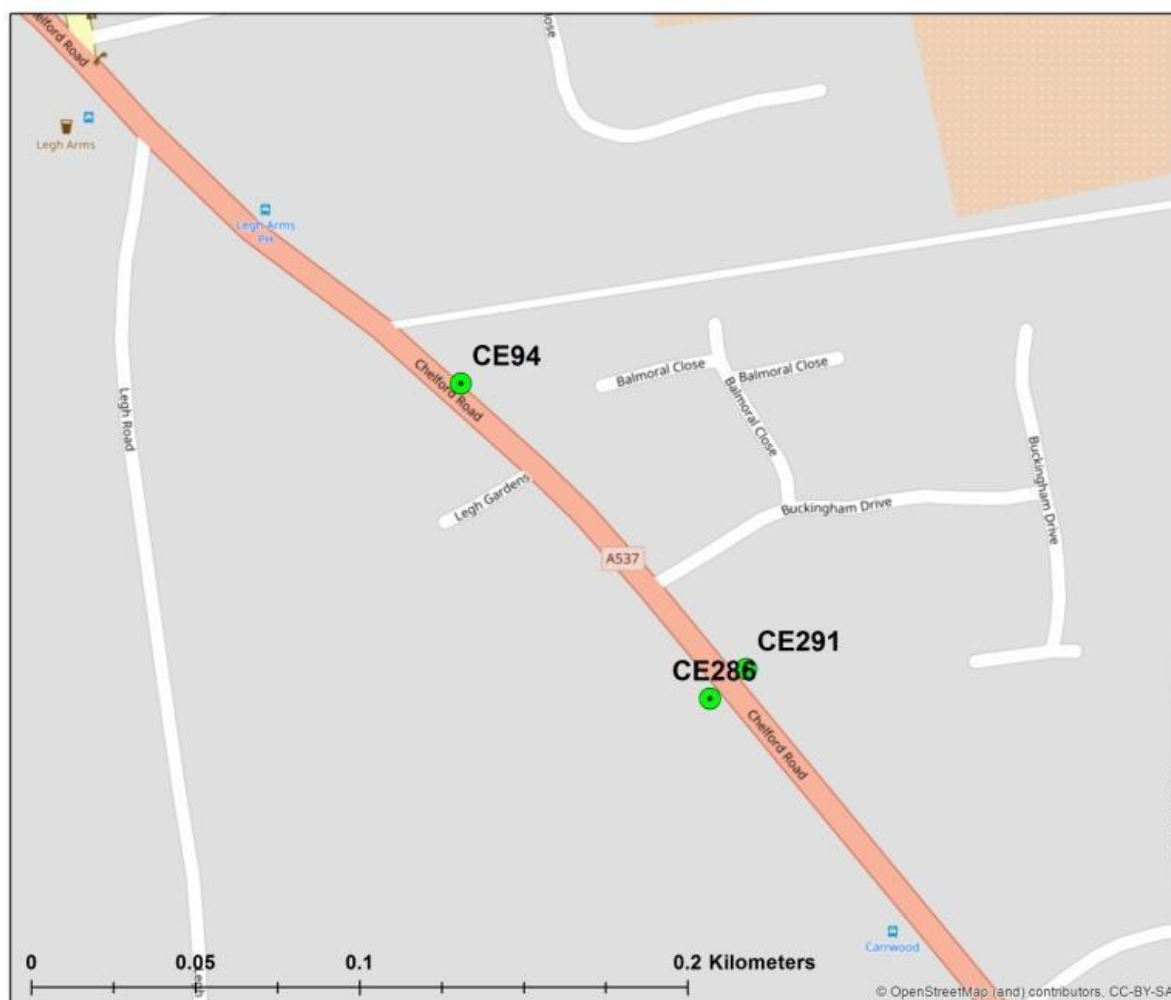 Chelford Road
Close
Legh Arms
Legh Arms
PH
CE94
Chelford Road
Balmoral Close
Balmoral Close
Balmoral Close
Legh Road
Legh Gardens
Buckingham Drive
Buckingham Drive
A537
CE291
CE286
Chelford Road
Carrwood
0
0.05
0.1
0.2 Kilometers
Legh
© OpenStreetMap (and) contributors, CC-BY-SA